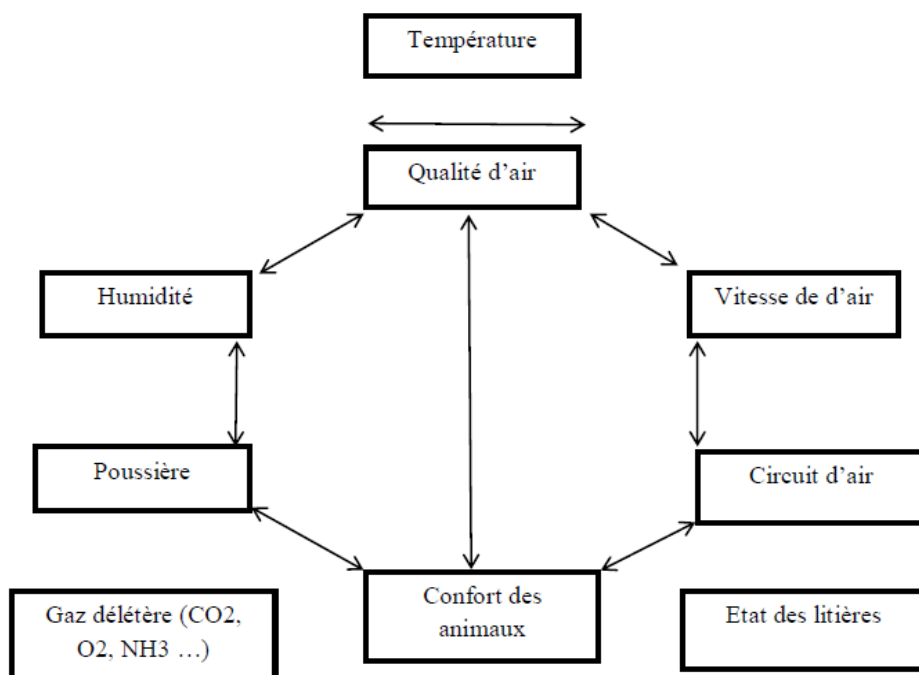 Température
Qualité d'air
Humidité
Vitesse de d'air
Poussière
Circuit d'air
Gaz délétère (CO2,
O2, NH3 …)
Confort des
animaux
Etat des litières